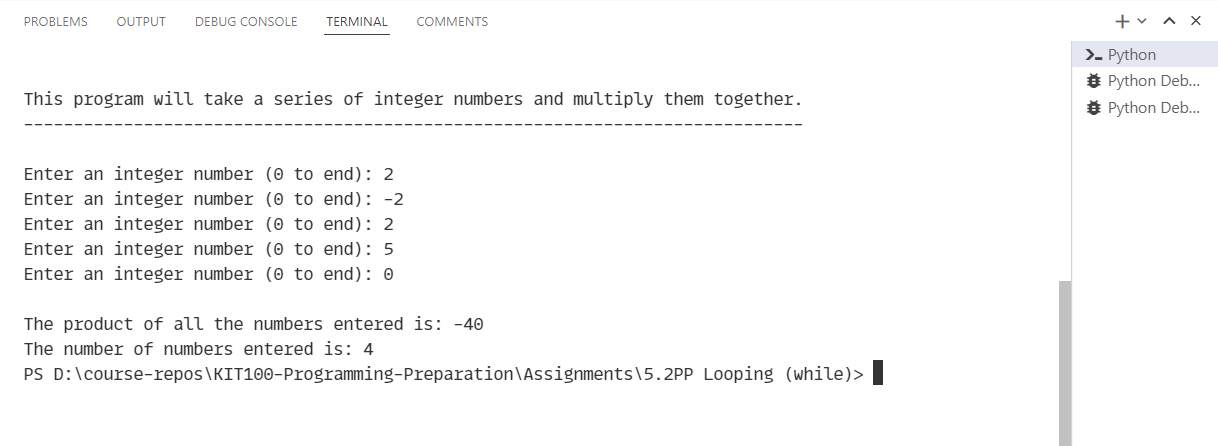 PROBLEMS OUTPUT DEBUG CONSOLE TERMINAL COMMENTS
Python
Python Deb...
Python Deb...
This program will take a series of integer numbers and multiply them together.
------------------------------------------------------------------------------
Enter an integer number (0 to end): 2
Enter an integer number (0 to end): -2
Enter an integer number (0 to end): 2
Enter an integer number (0 to end): 5
Enter an integer number (0 to end): 0
The product of all the numbers entered is: -40
The number of numbers entered is: 4
PS D:\course-repos\KIT100-Programming-Preparation\Assignments\5.2PP Looping (while)>